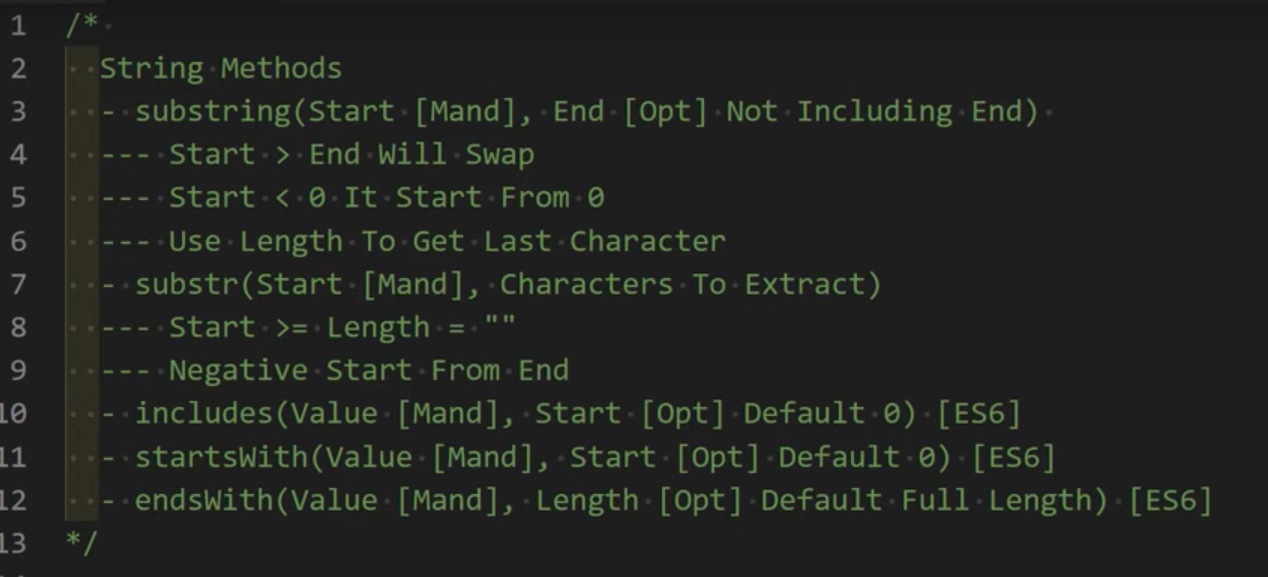 1 /*
2 String Methods
3 - substring(Start [Mand], End [Opt] Not Including End)
4 --- Start > End Will Swap
5 --- Start < 0 It Start From 0
6 --- Use Length To Get Last Character
7 - substr(Start [Mand], Characters To Extract)
8 --- Start >= Length = ""
9 --- Negative Start From End
10 - includes(Value [Mand], Start [Opt] Default 0) [ES6]
11 - startsWith(Value [Mand], Start [Opt] Default 0) [ES6]
12 - endsWith(Value [Mand], Length [Opt] Default Full Length) [ES6]
13 */